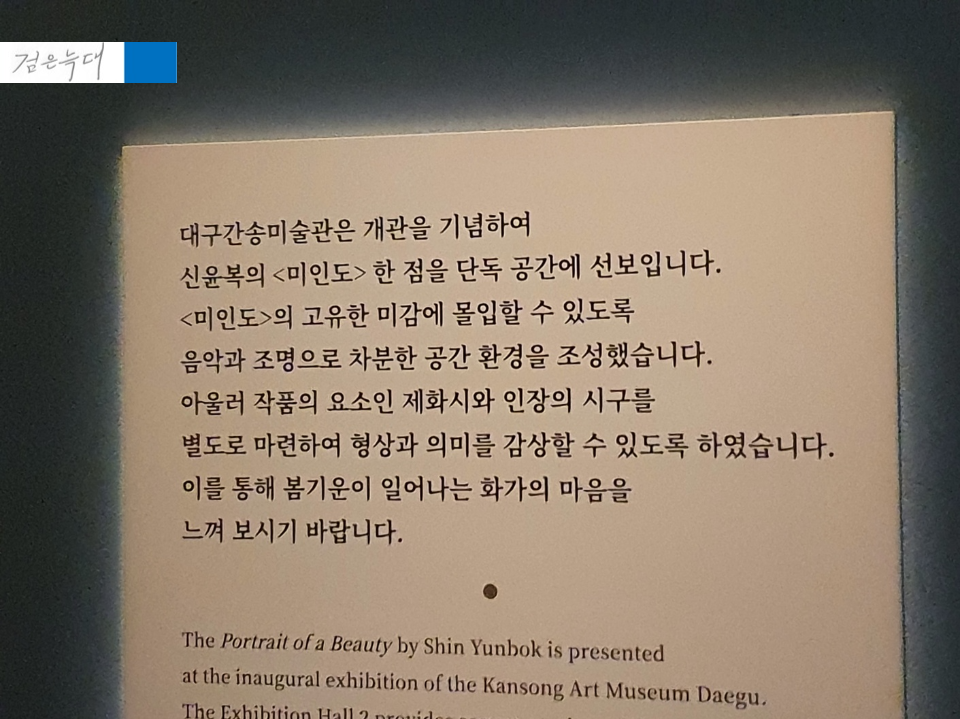 검은늑대
대구간송미술관은 개관을 기념하여
신윤복의 <미인도> 한 점을 단독 공간에 선보입니다.
<미인도>의 고유한 미감에 몰입할 수 있도록
음악과 조명으로 차분한 공간 환경을 조성했습니다.
아울러 작품의 요소인 제화시와 인장의 시구를
별도로 마련하여 형상과 의미를 감상할 수 있도록 하였습니다.
이를 통해 봄기운이 일어나는 화가의 마음을
느껴 보시기 바랍니다.
The Portrait of a Beauty by Shin Yunbok is presented
at the inaugural exhibition of the Kansong Art Museum Daegu.
The Exhibition Hall 2 provides